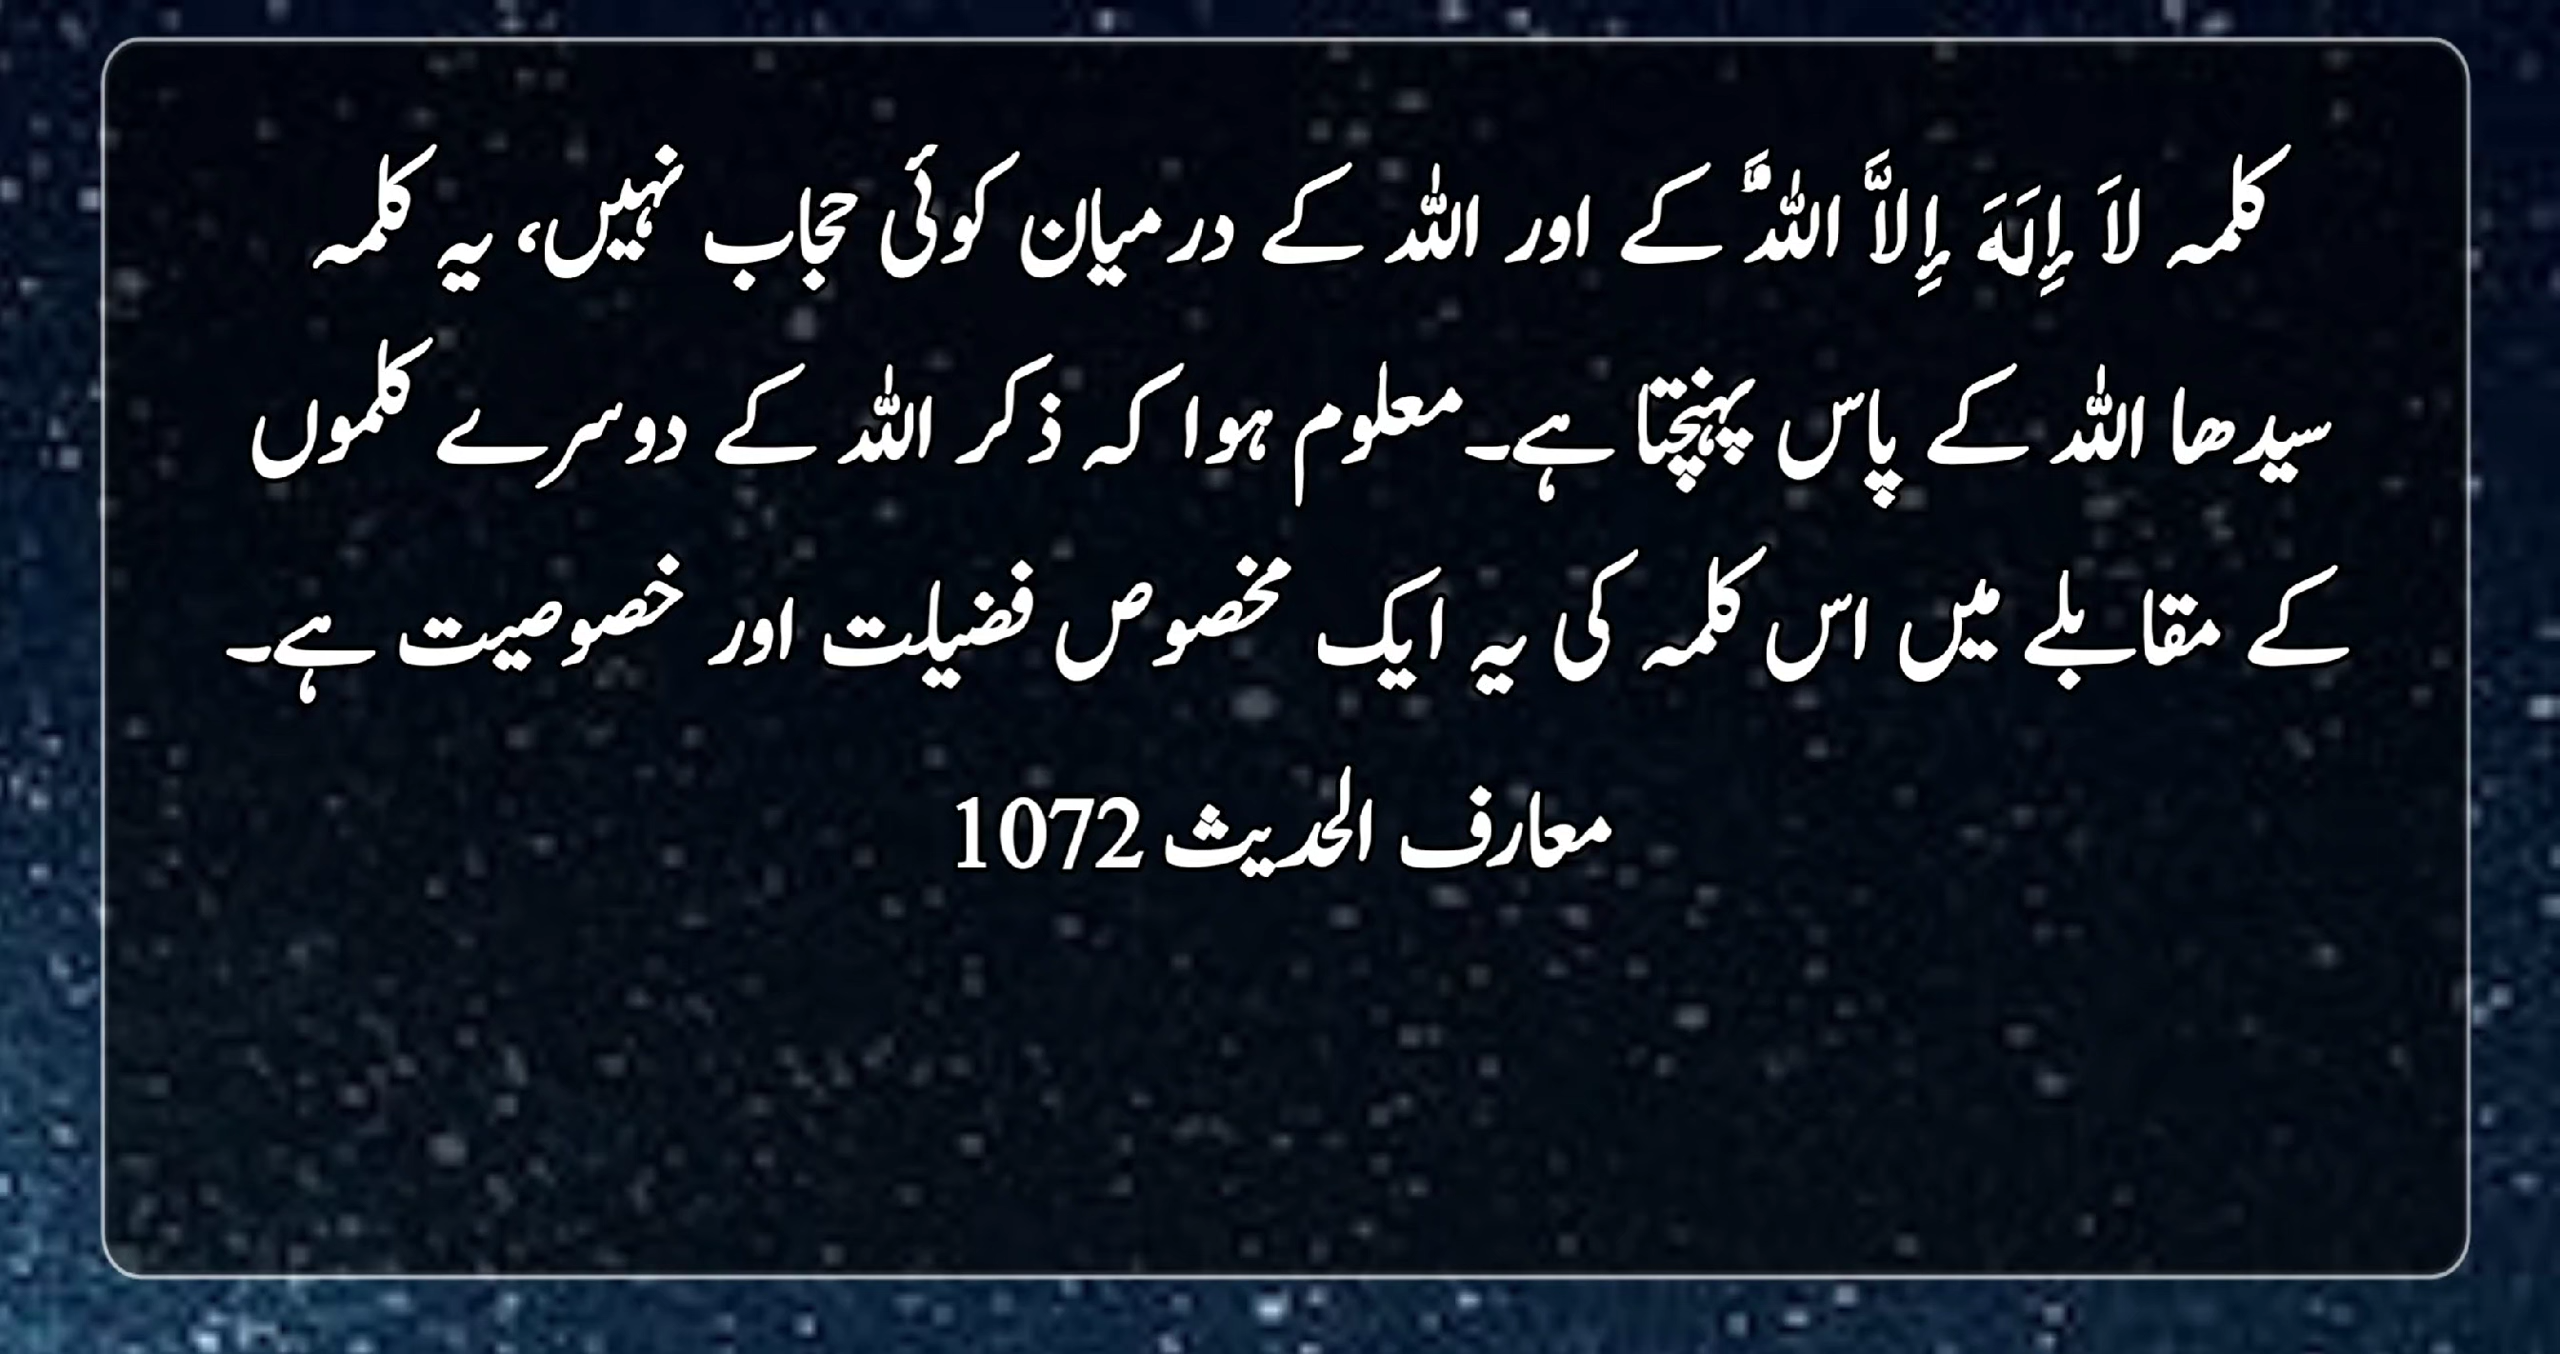 کلمہ لاَ إِلَهَ إِلاَّ اللهُ کے اور اللہ کے درمیان کوئی حجاب نہیں، یہ کلمہ
سیدھا اللہ کے پاس پہنچتا ہے۔معلوم ہوا کہ ذکر اللہ کے دوسرے کلموں
کے مقابلے میں اس کلمہ کی یہ ایک مخصوص فضیلت اور خصوصیت ہے۔
معارف الحدیث 1072